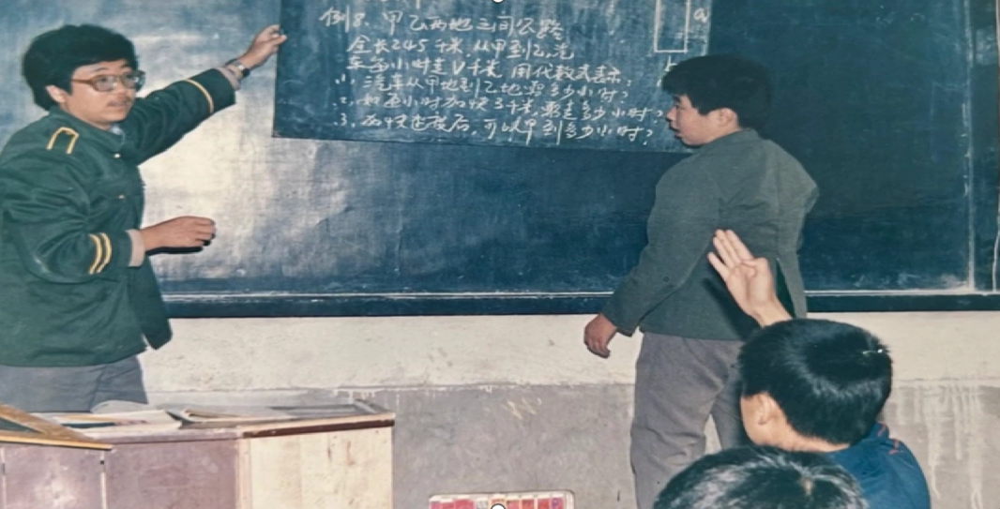 例8、甲乙两地之间公路
全长245千米,从甲到乙,汽
车每小时走V千米,用代数式表示:
1、汽车从甲地到乙地需多少小时?
2、如每小时加快3千米,需走多少小时?
3、加快速度后,可以早到多少小时?
a
b